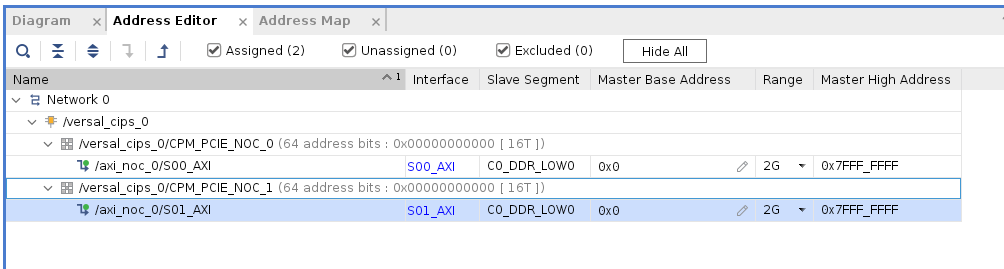 Diagram × Address Editor × Address Map ×
Assigned (2) Unassigned (0) Excluded (0) Hide All
Name 1 Interface Slave Segment Master Base Address Range Master High Address
Network 0
/versal_cips_0
/versal_cips_0/CPM_PCIE_NOC_0 (64 address bits : 0x00000000000 [ 16T ])
/axi_noc_0/S00_AXI S00_AXI C0_DDR_LOW0 0x0 2G 0x7FFF_FFFF
/versal_cips_0/CPM_PCIE_NOC_1 (64 address bits : 0x00000000000 [ 16T ])
/axi_noc_0/S01_AXI S01_AXI C0_DDR_LOW0 0x0 2G 0x7FFF_FFFF